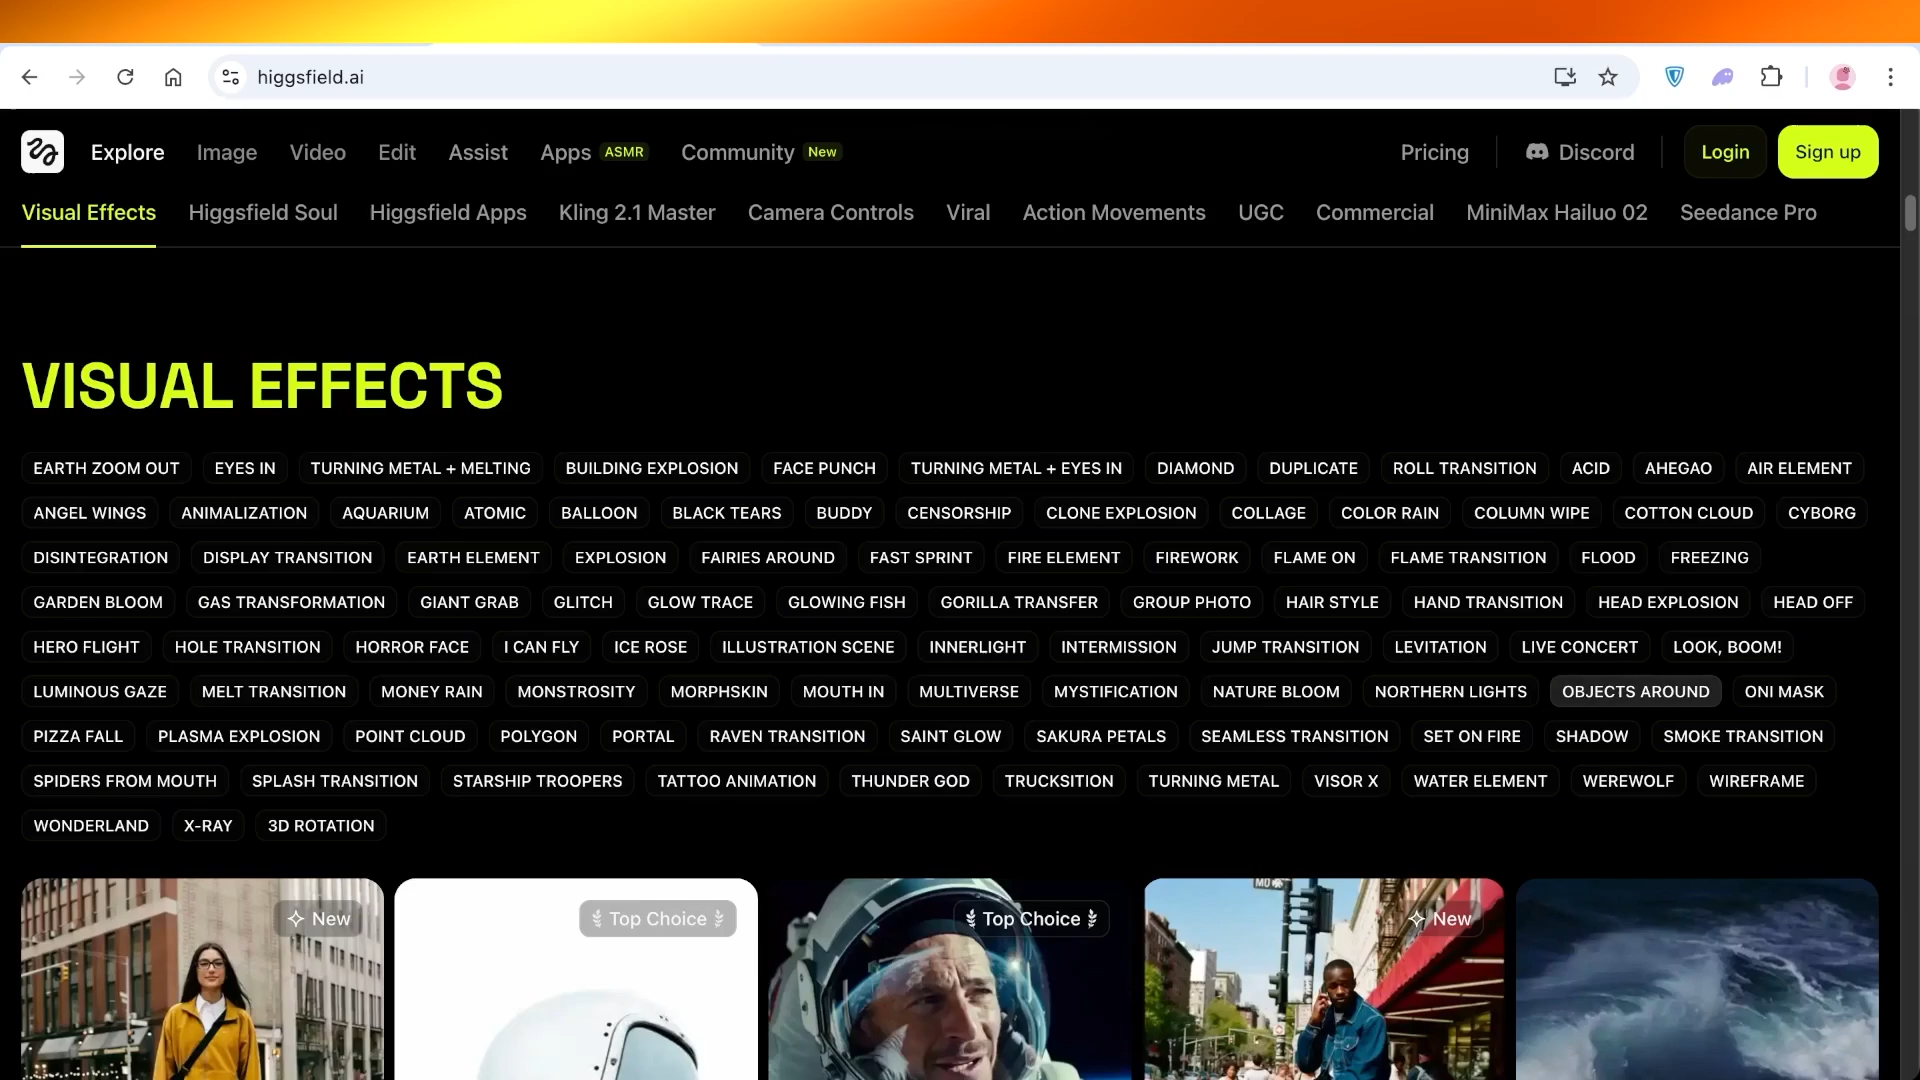 higgsfield.ai
Explore Image Video Edit Assist Apps ASMR Community New Pricing Discord Login Sign up
Visual Effects Higgsfield Soul Higgsfield Apps Kling 2.1 Master Camera Controls Viral Action Movements UGC Commercial MiniMax Hailuo 02 Seedance Pro
VISUAL EFFECTS
EARTH ZOOM OUT EYES IN TURNING METAL + MELTING BUILDING EXPLOSION FACE PUNCH TURNING METAL + EYES IN DIAMOND DUPLICATE ROLL TRANSITION ACID AHEGAO AIR ELEMENT
ANGEL WINGS ANIMALIZATION AQUARIUM ATOMIC BALLOON BLACK TEARS BUDDY CENSORSHIP CLONE EXPLOSION COLLAGE COLOR RAIN COLUMN WIPE COTTON CLOUD CYBORG
DISINTEGRATION DISPLAY TRANSITION EARTH ELEMENT EXPLOSION FAIRIES AROUND FAST SPRINT FIRE ELEMENT FIREWORK FLAME ON FLAME TRANSITION FLOOD FREEZING
GARDEN BLOOM GAS TRANSFORMATION GIANT GRAB GLITCH GLOW TRACE GLOWING FISH GORILLA TRANSFER GROUP PHOTO HAIR STYLE HAND TRANSITION HEAD EXPLOSION HEAD OFF
HERO FLIGHT HOLE TRANSITION HORROR FACE I CAN FLY ICE ROSE ILLUSTRATION SCENE INNERLIGHT INTERMISSION JUMP TRANSITION LEVITATION LIVE CONCERT LOOK, BOOM!
LUMINOUS GAZE MELT TRANSITION MONEY RAIN MONSTROSITY MORPHSKIN MOUTH IN MULTIVERSE MYSTIFICATION NATURE BLOOM NORTHERN LIGHTS OBJECTS AROUND ONI MASK
PIZZA FALL PLASMA EXPLOSION POINT CLOUD POLYGON PORTAL RAVEN TRANSITION SAINT GLOW SAKURA PETALS SEAMLESS TRANSITION SET ON FIRE SHADOW SMOKE TRANSITION
SPIDERS FROM MOUTH SPLASH TRANSITION STARSHIP TROOPERS TATTOO ANIMATION THUNDER GOD TRUCKSITION TURNING METAL VISOR X WATER ELEMENT WEREWOLF WIREFRAME
WONDERLAND X-RAY 3D ROTATION
New Top Choice Top Choice New